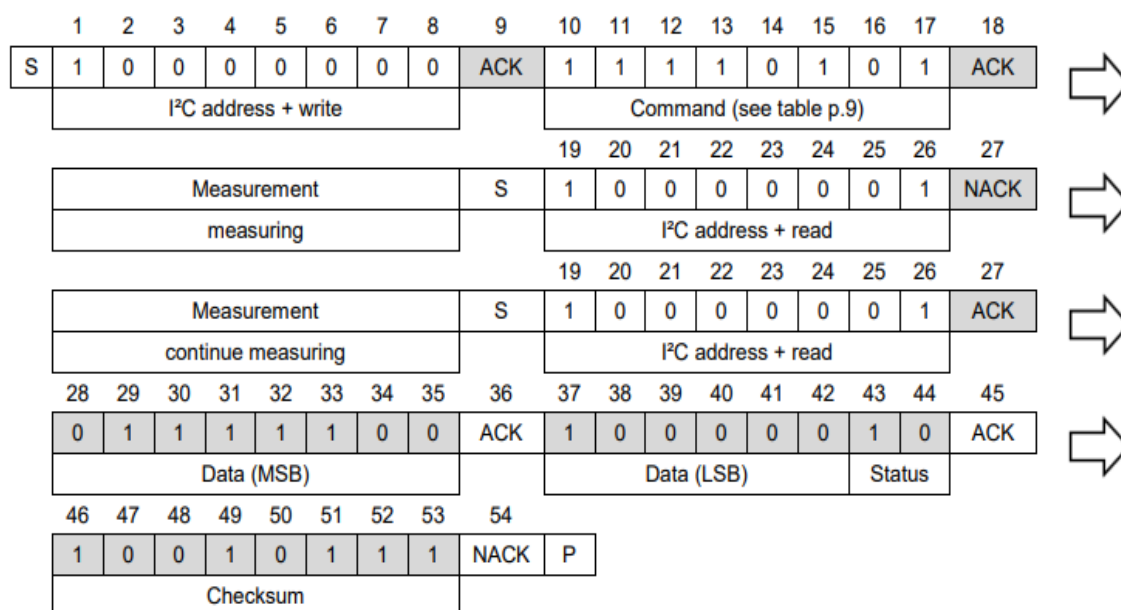 1 2 3 4 5 6 7 8 9 10 11 12 13 14 15 16 17 18
S 1 0 0 0 0 0 0 0 ACK 1 1 1 1 0 1 0 1 ACK
I²C address + write Command (see table p.9)
19 20 21 22 23 24 25 26 27
Measurement S 1 0 0 0 0 0 0 1 NACK
measuring I²C address + read
19 20 21 22 23 24 25 26 27
Measurement S 1 0 0 0 0 0 0 1 ACK
continue measuring I²C address + read
28 29 30 31 32 33 34 35 36 37 38 39 40 41 42 43 44 45
0 1 1 1 1 1 0 0 ACK 1 0 0 0 0 0 1 0 ACK
Data (MSB) Data (LSB) Status
46 47 48 49 50 51 52 53 54
1 0 0 1 0 1 1 1 NACK P
Checksum